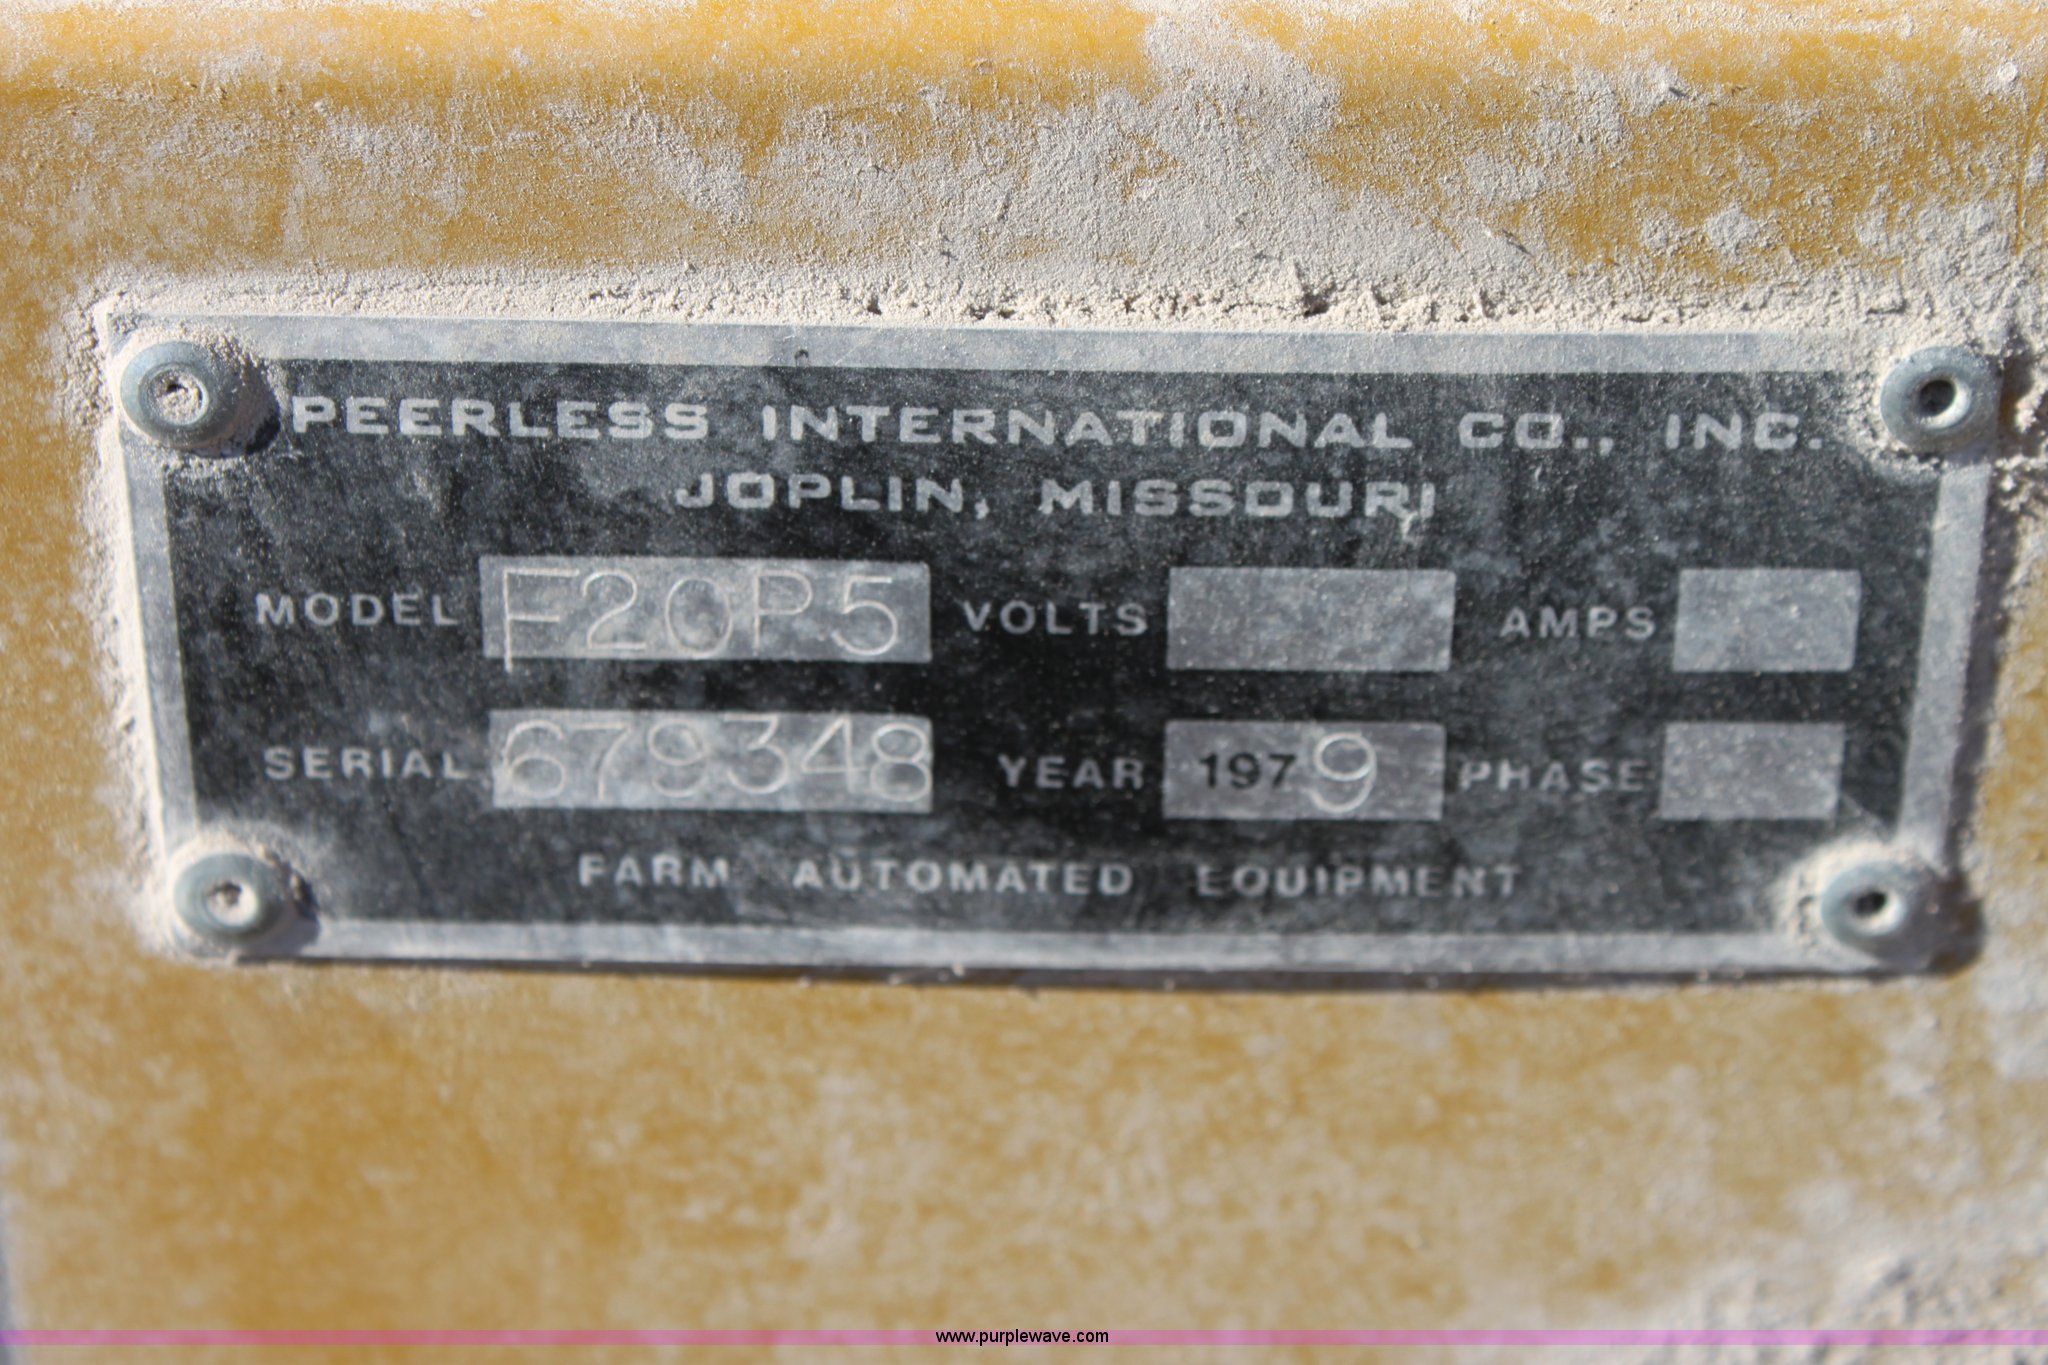 PEERLESS INTERNATIONAL CO., INC.
JOPLIN, MISSOURI
MODEL F20P5 VOLTS AMPS
SERIAL 679348 YEAR 1979 PHASE
FARM AUTOMATED EQUIPMENT
www.purplewave.com